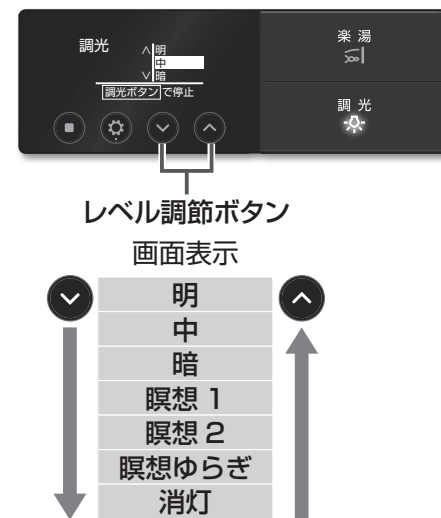 調光
∧明
中
∨暗
調光ボタンで停止
楽湯
調光
レベル調節ボタン
画面表示
明
中
暗
瞑想 1
瞑想 2
瞑想ゆらぎ
消灯